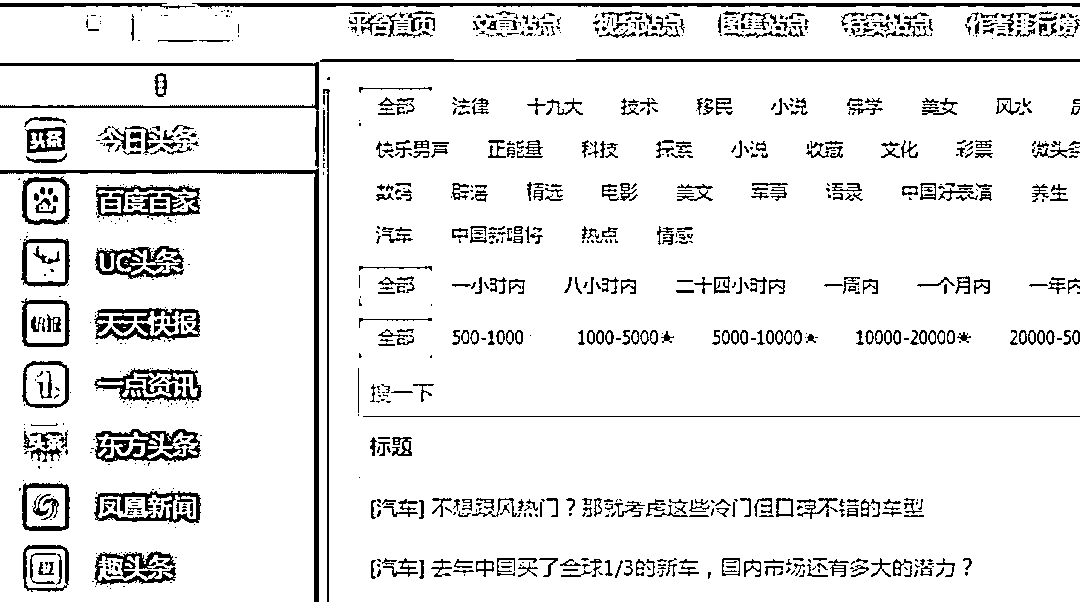 平台首页 文章站点 视频站点 图集站点 特卖站点 作者排行榜
头条 今日头条
百度百家
UC头条
天天快报
一点资讯
头条 东方头条
凤凰新闻
趣头条
全部 法律 十九大 技术 移民 小说 佛学 美女 风水
快乐男声 正能量 科技 探索 小说 收藏 文化 彩票 微头条
数码 辟谣 精选 电影 美文 军事 语录 中国好表演 养生
汽车 中国新唱将 热点 情感
全部 一小时内 八小时内 二十四小时内 一周内 一个月内 一年内
全部 500-1000 1000-5000★ 5000-10000★ 10000-20000★ 20000-50
搜一下
标题
[汽车] 不想跟风热门？那就考虑这些冷门但口碑不错的车型
[汽车] 去年中国买了全球1/3的新车，国内市场还有多大的潜力？